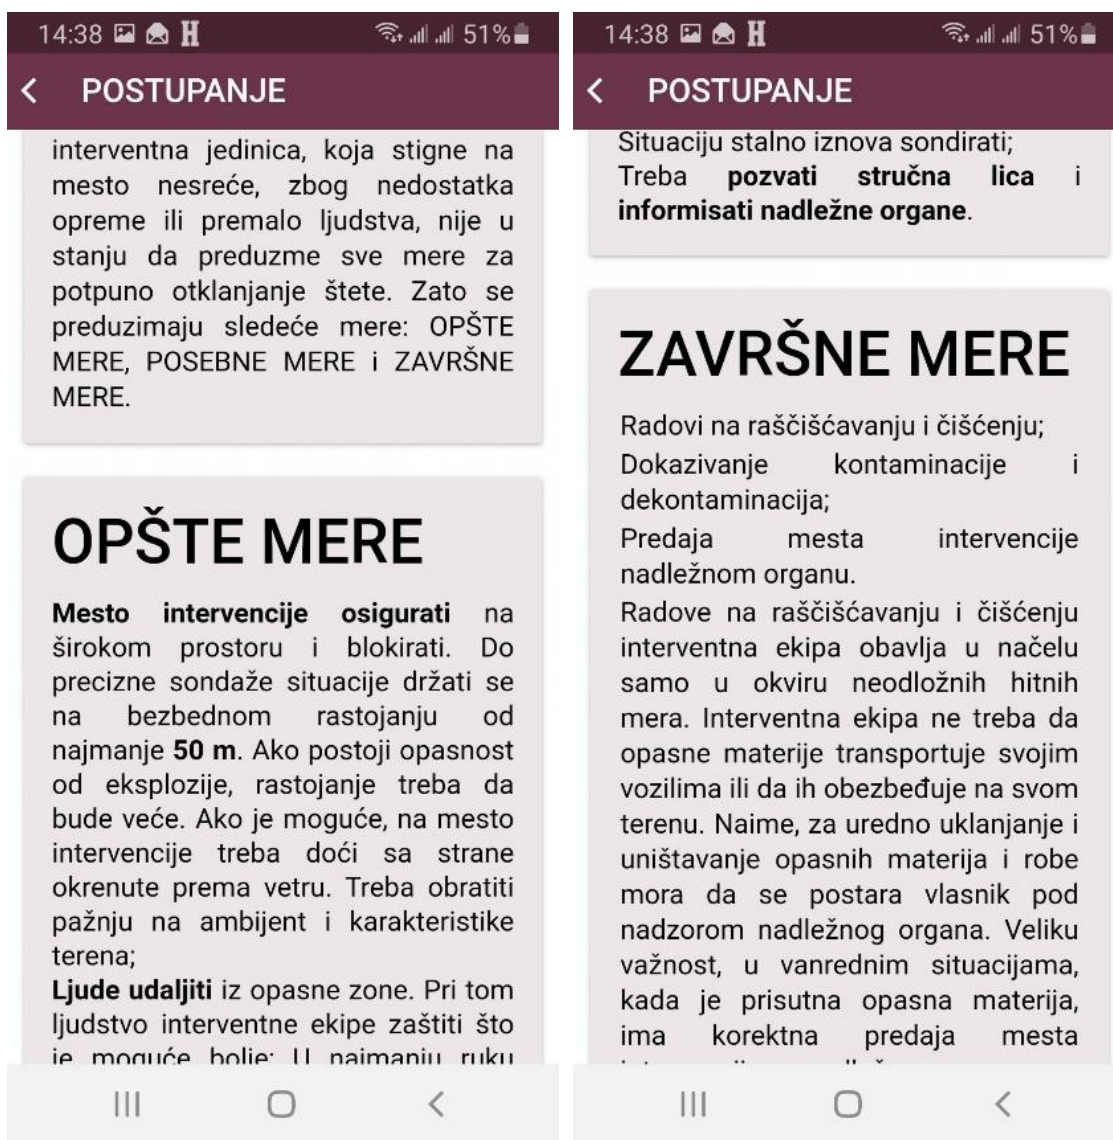 14:38 H 51%
POSTUPANJE
interventna jedinica, koja stigne na
mesto nesreće, zbog nedostatka
opreme ili premalo ljudstva, nije u
stanju da preduzme sve mere za
potpuno otklanjanje štete. Zato se
preduzimaju sledeće mere: OPŠTE
MERE, POSEBNE MERE i ZAVRŠNE
MERE.
OPŠTE MERE
Mesto intervencije osigurati na
širokom prostoru i blokirati. Do
precizne sondaže situacije držati se
na bezbednom rastojanju od
najmanje 50 m. Ako postoji opasnost
od eksplozije, rastojanje treba da
bude veće. Ako je moguće, na mesto
intervencije treba doći sa strane
okrenute prema vetru. Treba obratiti
pažnju na ambijent i karakteristike
terena;
Ljude udaljiti iz opasne zone. Pri tom
ljudstvo interventne ekipe zaštiti što
je moguće bolje: U najmanju ruku
14:38 H 51%
POSTUPANJE
Situaciju stalno iznova sondirati;
Treba pozvati stručna lica i
informisati nadležne organe.
ZAVRŠNE MERE
Radovi na raščišćavanju i čišćenju;
Dokazivanje kontaminacije i
dekontaminacija;
Predaja mesta intervencije
nadležnom organu.
Radove na raščišćavanju i čišćenju
interventna ekipa obavlja u načelu
samo u okviru neodložnih hitnih
mera. Interventna ekipa ne treba da
opasne materije transportuje svojim
vozilima ili da ih obezbeđuje na svom
terenu. Naime, za uredno uklanjanje i
uništavanje opasnih materija i robe
mora da se postara vlasnik pod
nadzorom nadležnog organa. Veliku
važnost, u vanrednim situacijama,
kada je prisutna opasna materija,
ima korektna predaja mesta